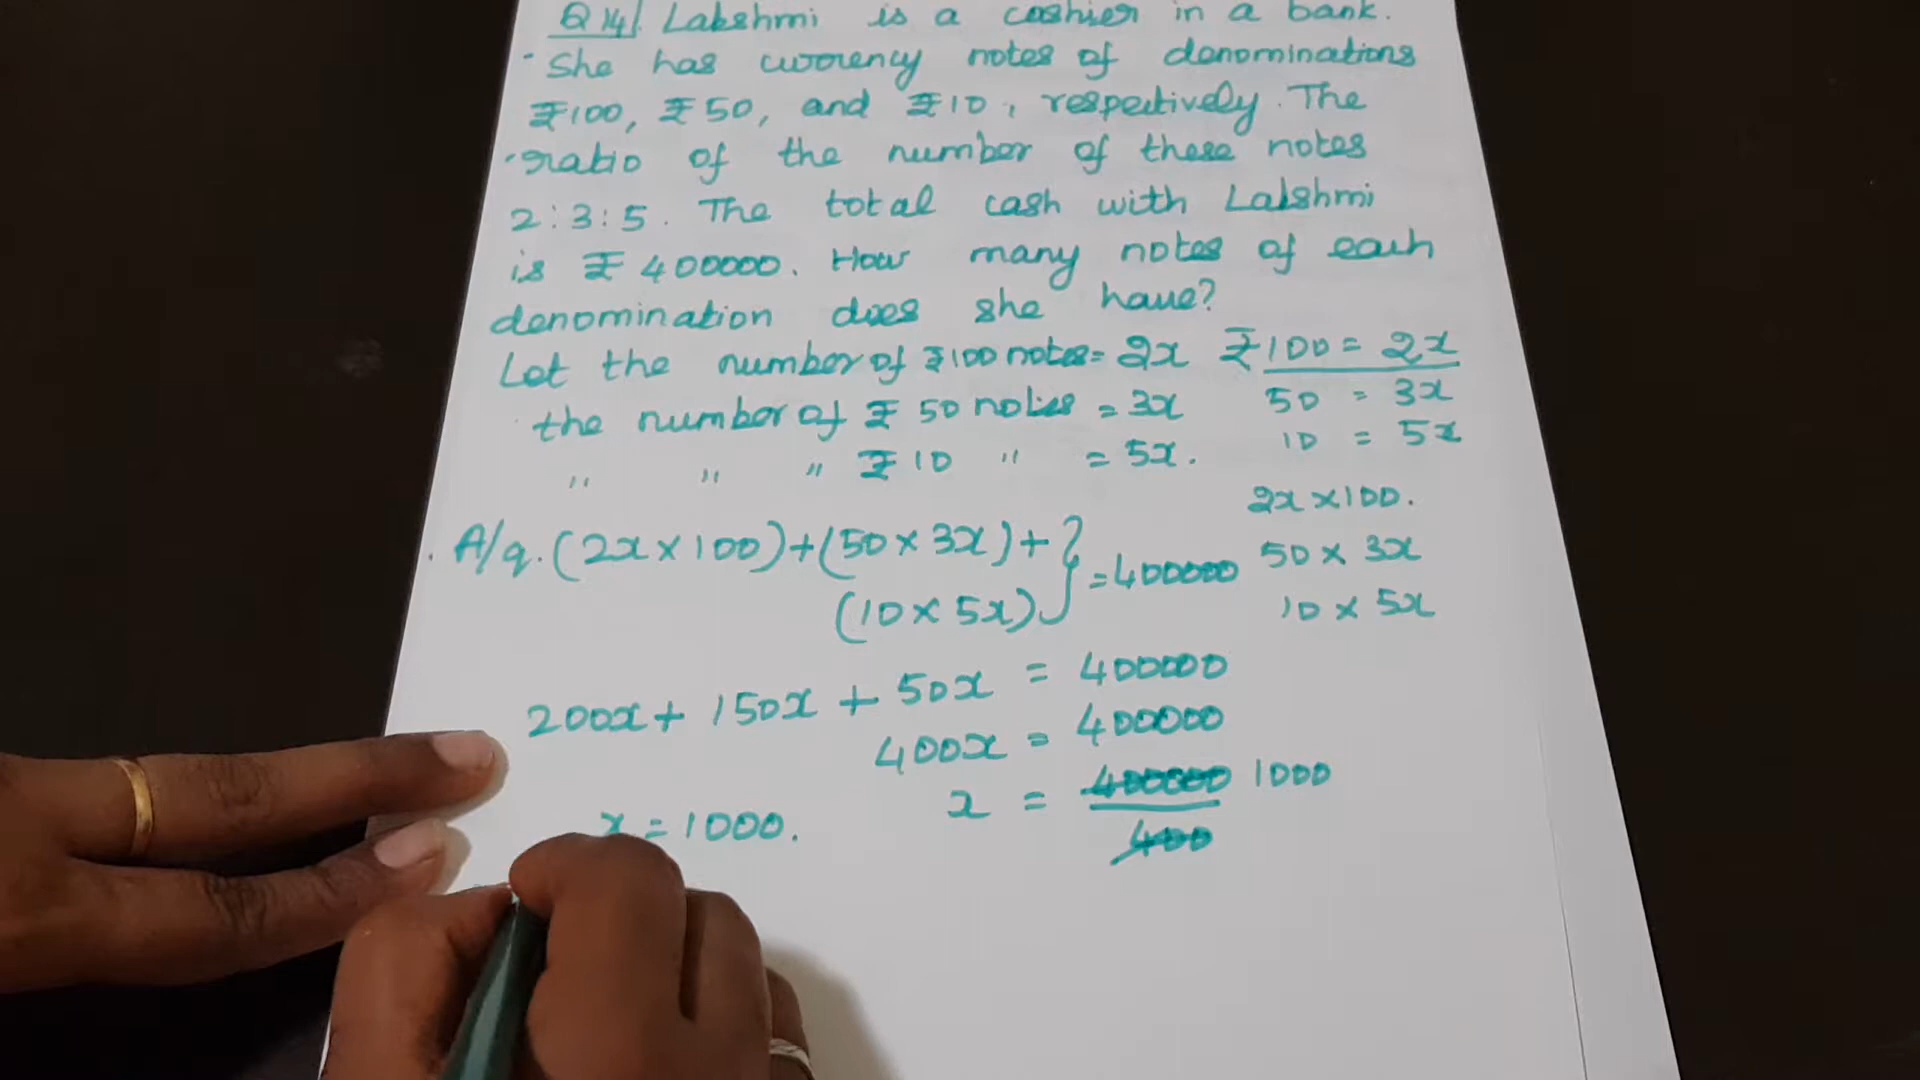 Q 14. Lakshmi is a cashier in a bank.
She has currency notes of denominations
₹100, ₹50, and ₹10, respectively. The
ratio of the number of these notes
2:3:5. The total cash with Lakshmi
is ₹ 400000. How many notes of each
denomination does she have?
Let the number of ₹100 notes = 2x ₹100 = 2x
the number of ₹ 50 notes = 3x 50 = 3x
" " " ₹10 " = 5x. 10 = 5x
2x×100.
A/q. (2x×100)+(50×3x)+} 50 × 3x
(10×5x) =400000 10 × 5x
200x+ 150x + 50x = 400000
400x = 400000
x = 400000 1000
400
x = 1000.